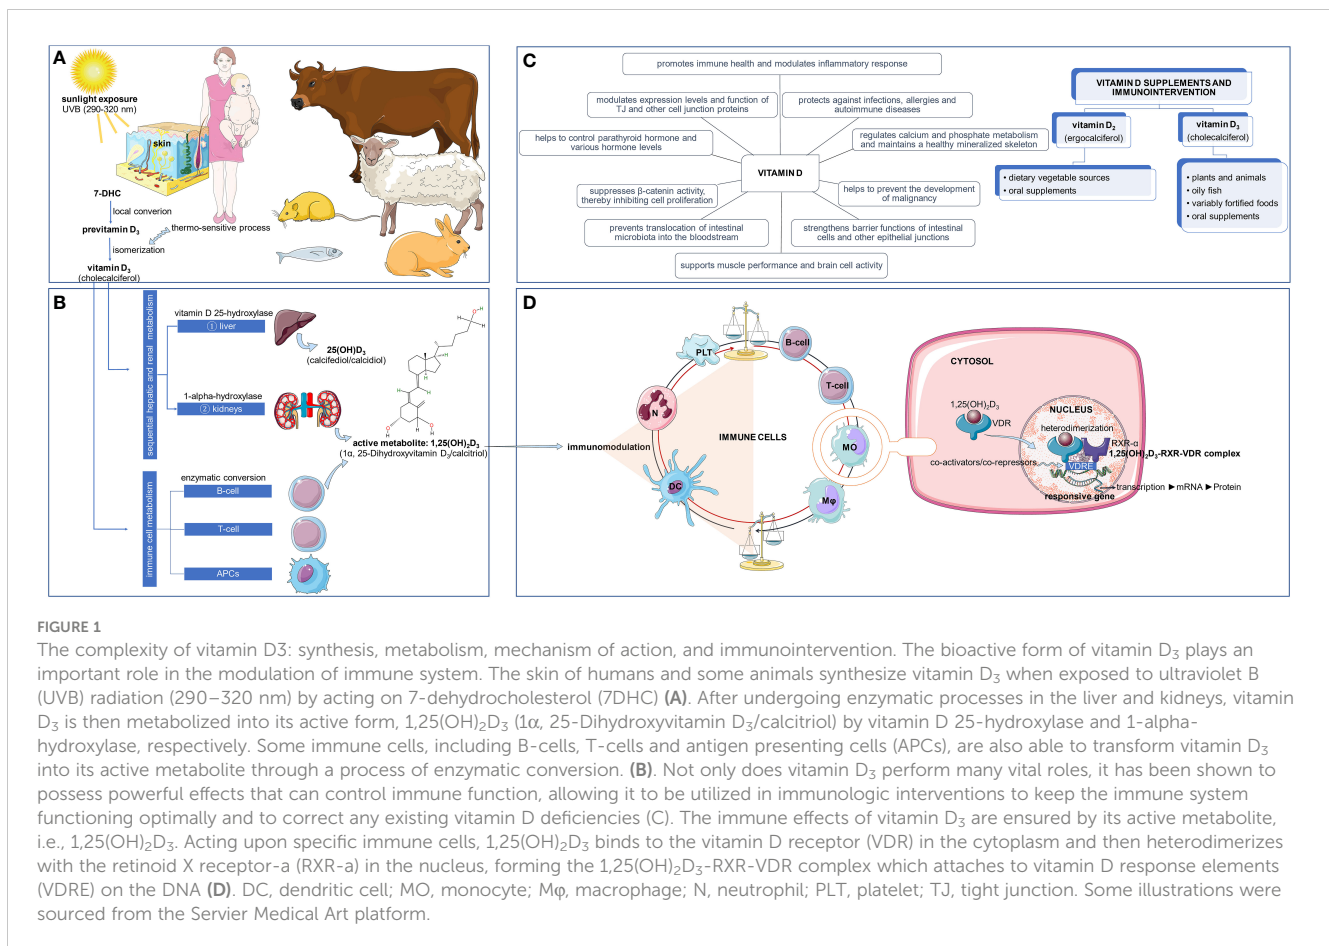 A
sunlight exposure
UVB (290-320 nm)
skin
7-DHC
local converion
previtamin D₃
thermo-sensitive process
isomerization
vitamin D₃
(cholecalciferol)
B
sequential hepatic and renal metabolism
vitamin D 25-hydroxylase
① liver
25(OH)D₃
(calcifediol/calcidiol)
1-alpha-hydroxylase
② kidneys
H
O-H
H
H
H
H
H
H
O
O
H
H
active metabolite: 1,25(OH)₂D₃
(1α, 25-Dihydroxyvitamin D₃/calcitriol)
immune cell metabolism
enzymatic conversion
B-cell
T-cell
APCs
C
promotes immune health and modulates inflammatory response
modulates expression levels and function of
TJ and other cell junction proteins
protects against infections, allergies and
autoimmune diseases
helps to control parathyroid hormone and
various hormone levels
regulates calcium and phosphate metabolism
and maintains a healthy mineralized skeleton
VITAMIN D
suppresses β-catenin activity,
thereby inhibiting cell proliferation
helps to prevent the development
of malignancy
prevents translocation of intestinal
microbiota into the bloodstream
strengthens barrier functions of intestinal
cells and other epithelial junctions
supports muscle performance and brain cell activity
VITAMIN D SUPPLEMENTS AND
IMMUNOINTERVENTION
vitamin D₂
(ergocalciferol)
vitamin D₃
(cholecalciferol)
• dietary vegetable sources
• oral supplements
• plants and animals
• oily fish
• variably fortified foods
• oral supplements
D
immunomodulation
IMMUNE CELLS
PLT
B-cell
T-cell
MO
Mφ
DC
N
CYTOSOL
1,25(OH)₂D₃
VDR
NUCLEUS
heterodimerization
RXR-α
1,25(OH)₂D₃-RXR-VDR complex
co-activators/co-repressors
VDRE
responsive gene
transcription ►mRNA ►Protein
FIGURE 1
The complexity of vitamin D3: synthesis, metabolism, mechanism of action, and immunointervention. The bioactive form of vitamin D₃ plays an
important role in the modulation of immune system. The skin of humans and some animals synthesize vitamin D₃ when exposed to ultraviolet B
(UVB) radiation (290–320 nm) by acting on 7-dehydrocholesterol (7DHC) (A). After undergoing enzymatic processes in the liver and kidneys, vitamin
D₃ is then metabolized into its active form, 1,25(OH)₂D₃ (1α, 25-Dihydroxyvitamin D₃/calcitriol) by vitamin D 25-hydroxylase and 1-alpha-
hydroxylase, respectively. Some immune cells, including B-cells, T-cells and antigen presenting cells (APCs), are also able to transform vitamin D₃
into its active metabolite through a process of enzymatic conversion. (B). Not only does vitamin D₃ perform many vital roles, it has been shown to
possess powerful effects that can control immune function, allowing it to be utilized in immunologic interventions to keep the immune system
functioning optimally and to correct any existing vitamin D deficiencies (C). The immune effects of vitamin D₃ are ensured by its active metabolite,
i.e., 1,25(OH)₂D₃. Acting upon specific immune cells, 1,25(OH)₂D₃ binds to the vitamin D receptor (VDR) in the cytoplasm and then heterodimerizes
with the retinoid X receptor-a (RXR-a) in the nucleus, forming the 1,25(OH)₂D₃-RXR-VDR complex which attaches to vitamin D response elements
(VDRE) on the DNA (D). DC, dendritic cell; MO, monocyte; Mφ, macrophage; N, neutrophil; PLT, platelet; TJ, tight junction. Some illustrations were
sourced from the Servier Medical Art platform.